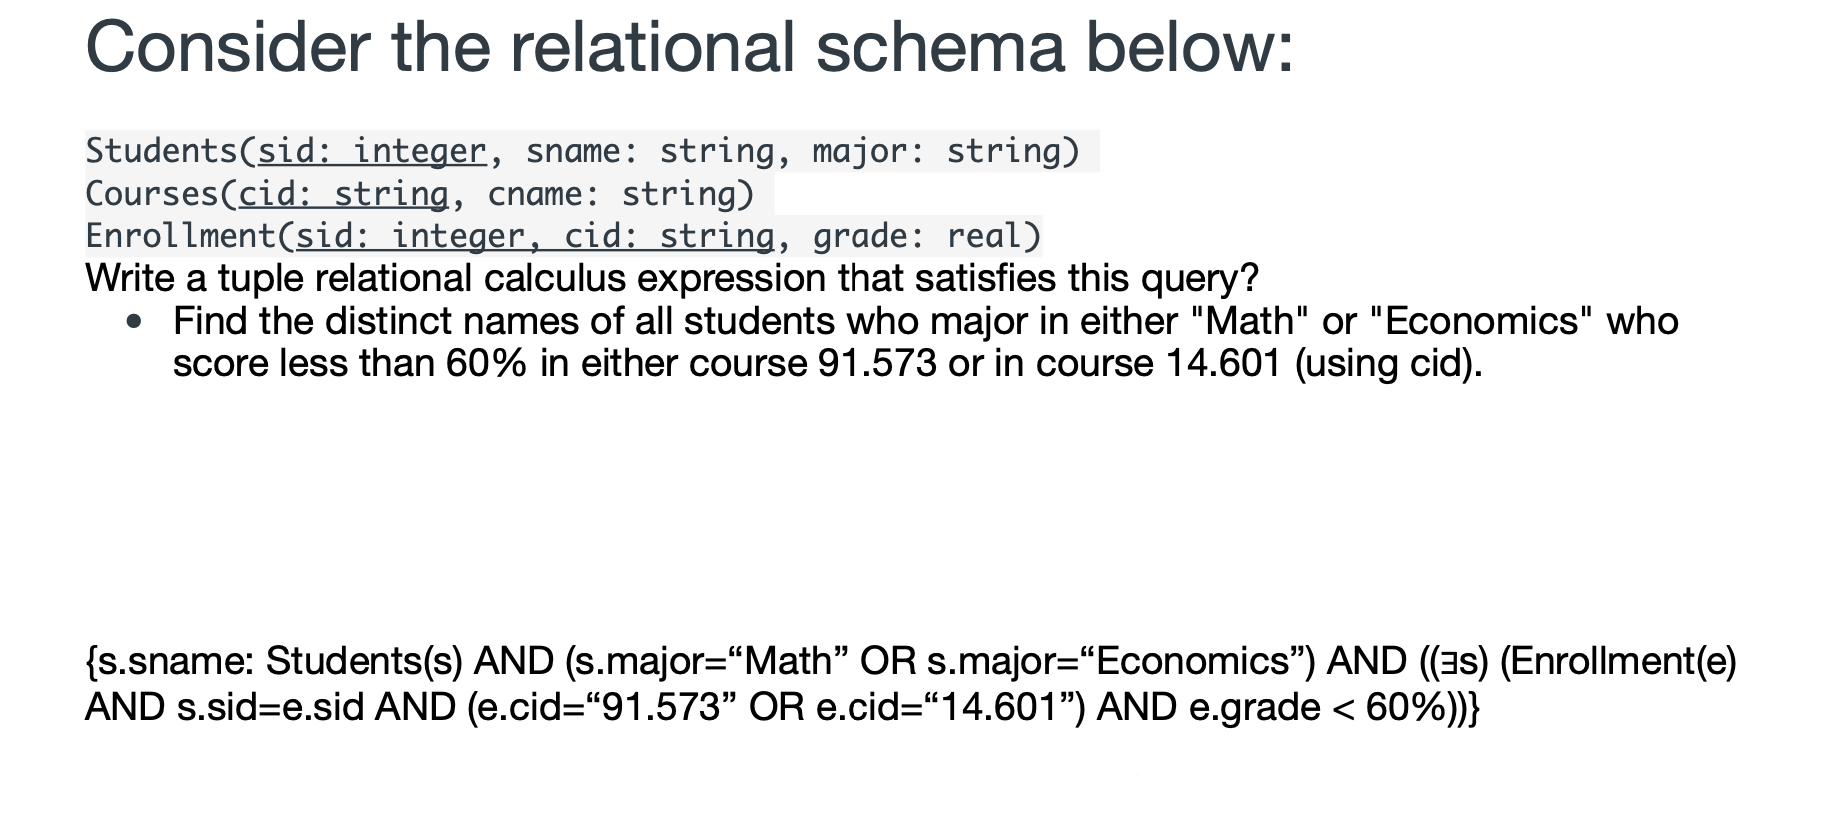 Consider the relational schema below:
Students(sid: integer, sname: string, major: string)
Courses(cid: string, cname: string)
Enrollment(sid: integer, cid: string, grade: real)
Write a tuple relational calculus expression that satisfies this query?
• Find the distinct names of all students who major in either "Math" or "Economics" who
score less than 60% in either course 91.573 or in course 14.601 (using cid).
{s.sname: Students(s) AND (s.major=“Math” OR s.major=“Economics”) AND ((∃s) (Enrollment(e)
AND s.sid=e.sid AND (e.cid=“91.573” OR e.cid=“14.601”) AND e.grade < 60%))}